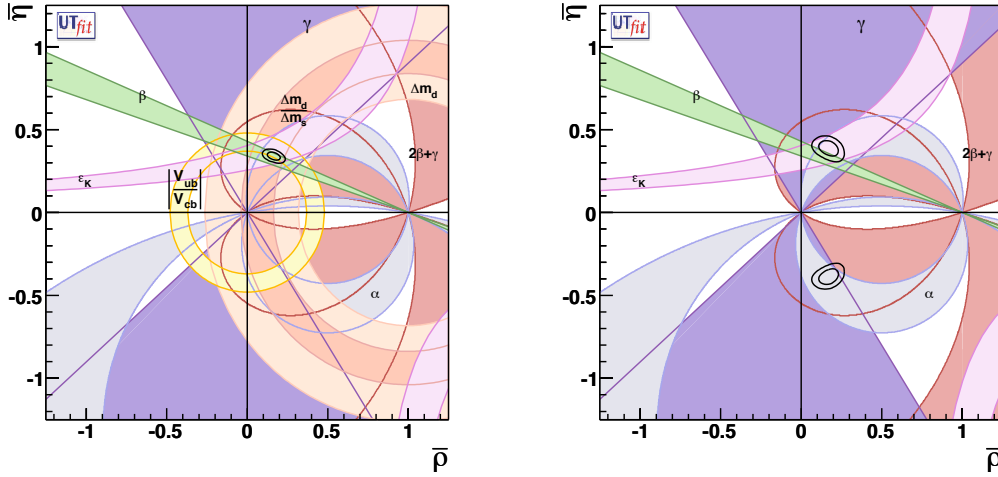 η̅
UTfit
γ
Δm_d
Δm_d
Δm_s
β
2β+γ
ε_K
|V_ub
V_cb|
α
1
0.5
0
-0.5
-1
-1 -0.5 0 0.5 1
ρ̅
η̅
UTfit
γ
β
2β+γ
ε_K
α
1
0.5
0
-0.5
-1
-1 -0.5 0 0.5 1
ρ̅